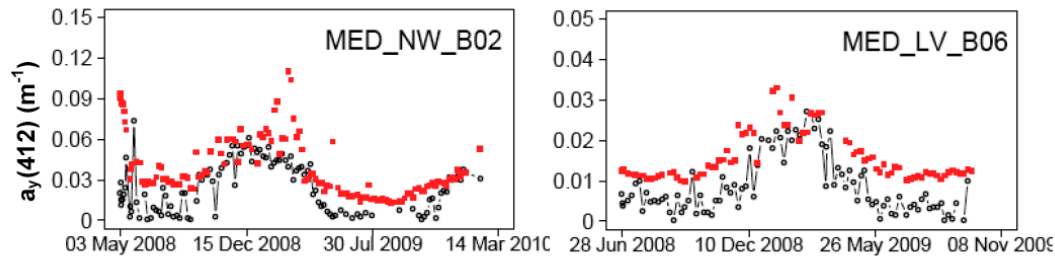 a_y(412) (m⁻¹)
0.15
0.12
0.09
0.06
0.03
0
MED_NW_B02
03 May 2008 15 Dec 2008 30 Jul 2009 14 Mar 2010
0.05
0.04
0.03
0.02
0.01
0
MED_LV_B06
28 Jun 2008 10 Dec 2008 26 May 2009 08 Nov 2009